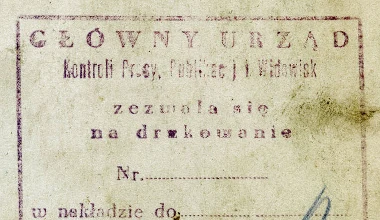 GŁÓWNY URZĄD
Kontroli Prasy, Publikacji i Widowisk
zezwala się
na drukowanie
Nr.
w nakładzie do